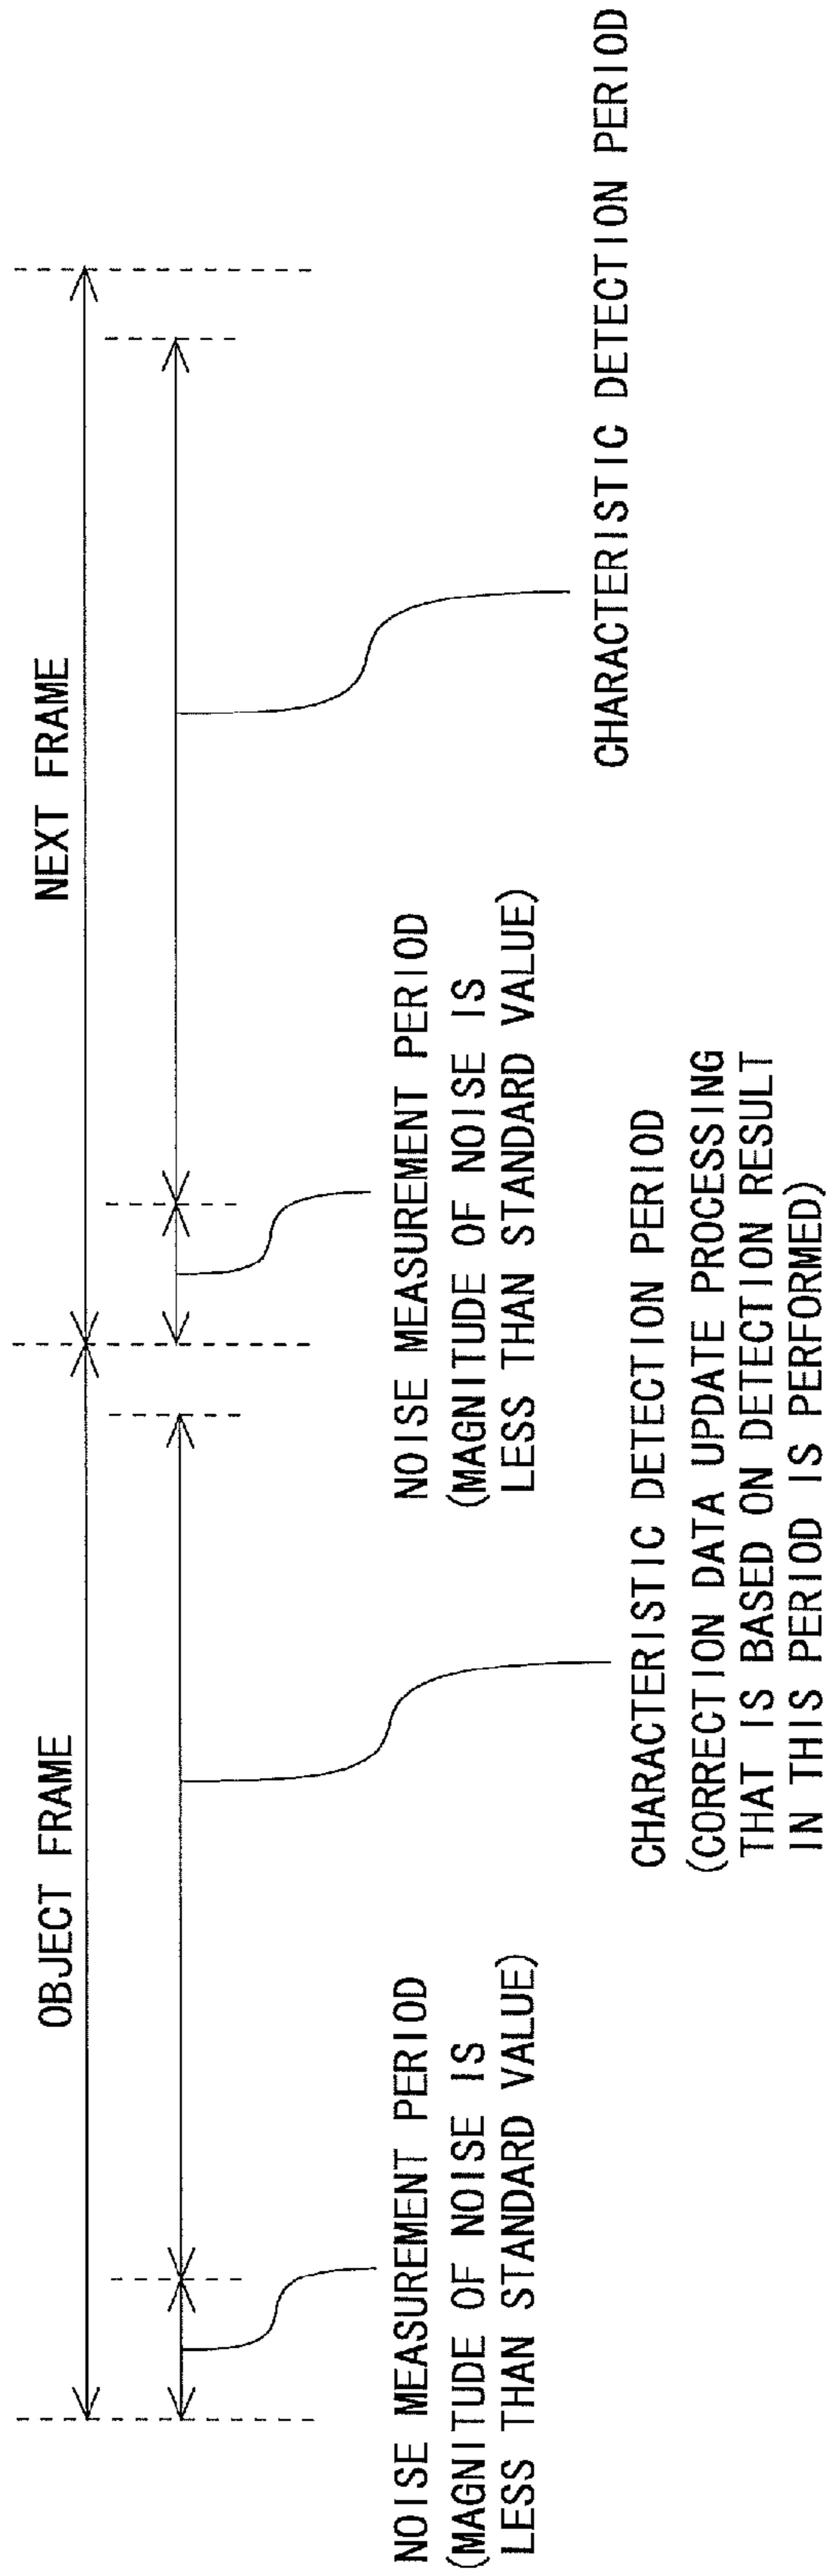 OBJECT FRAME
NEXT FRAME
NOISE MEASUREMENT PERIOD
(MAGNITUDE OF NOISE IS
LESS THAN STANDARD VALUE)
CHARACTERISTIC DETECTION PERIOD
(CORRECTION DATA UPDATE PROCESSING
THAT IS BASED ON DETECTION RESULT
IN THIS PERIOD IS PERFORMED)
NOISE MEASUREMENT PERIOD
(MAGNITUDE OF NOISE IS
LESS THAN STANDARD VALUE)
CHARACTERISTIC DETECTION PERIOD